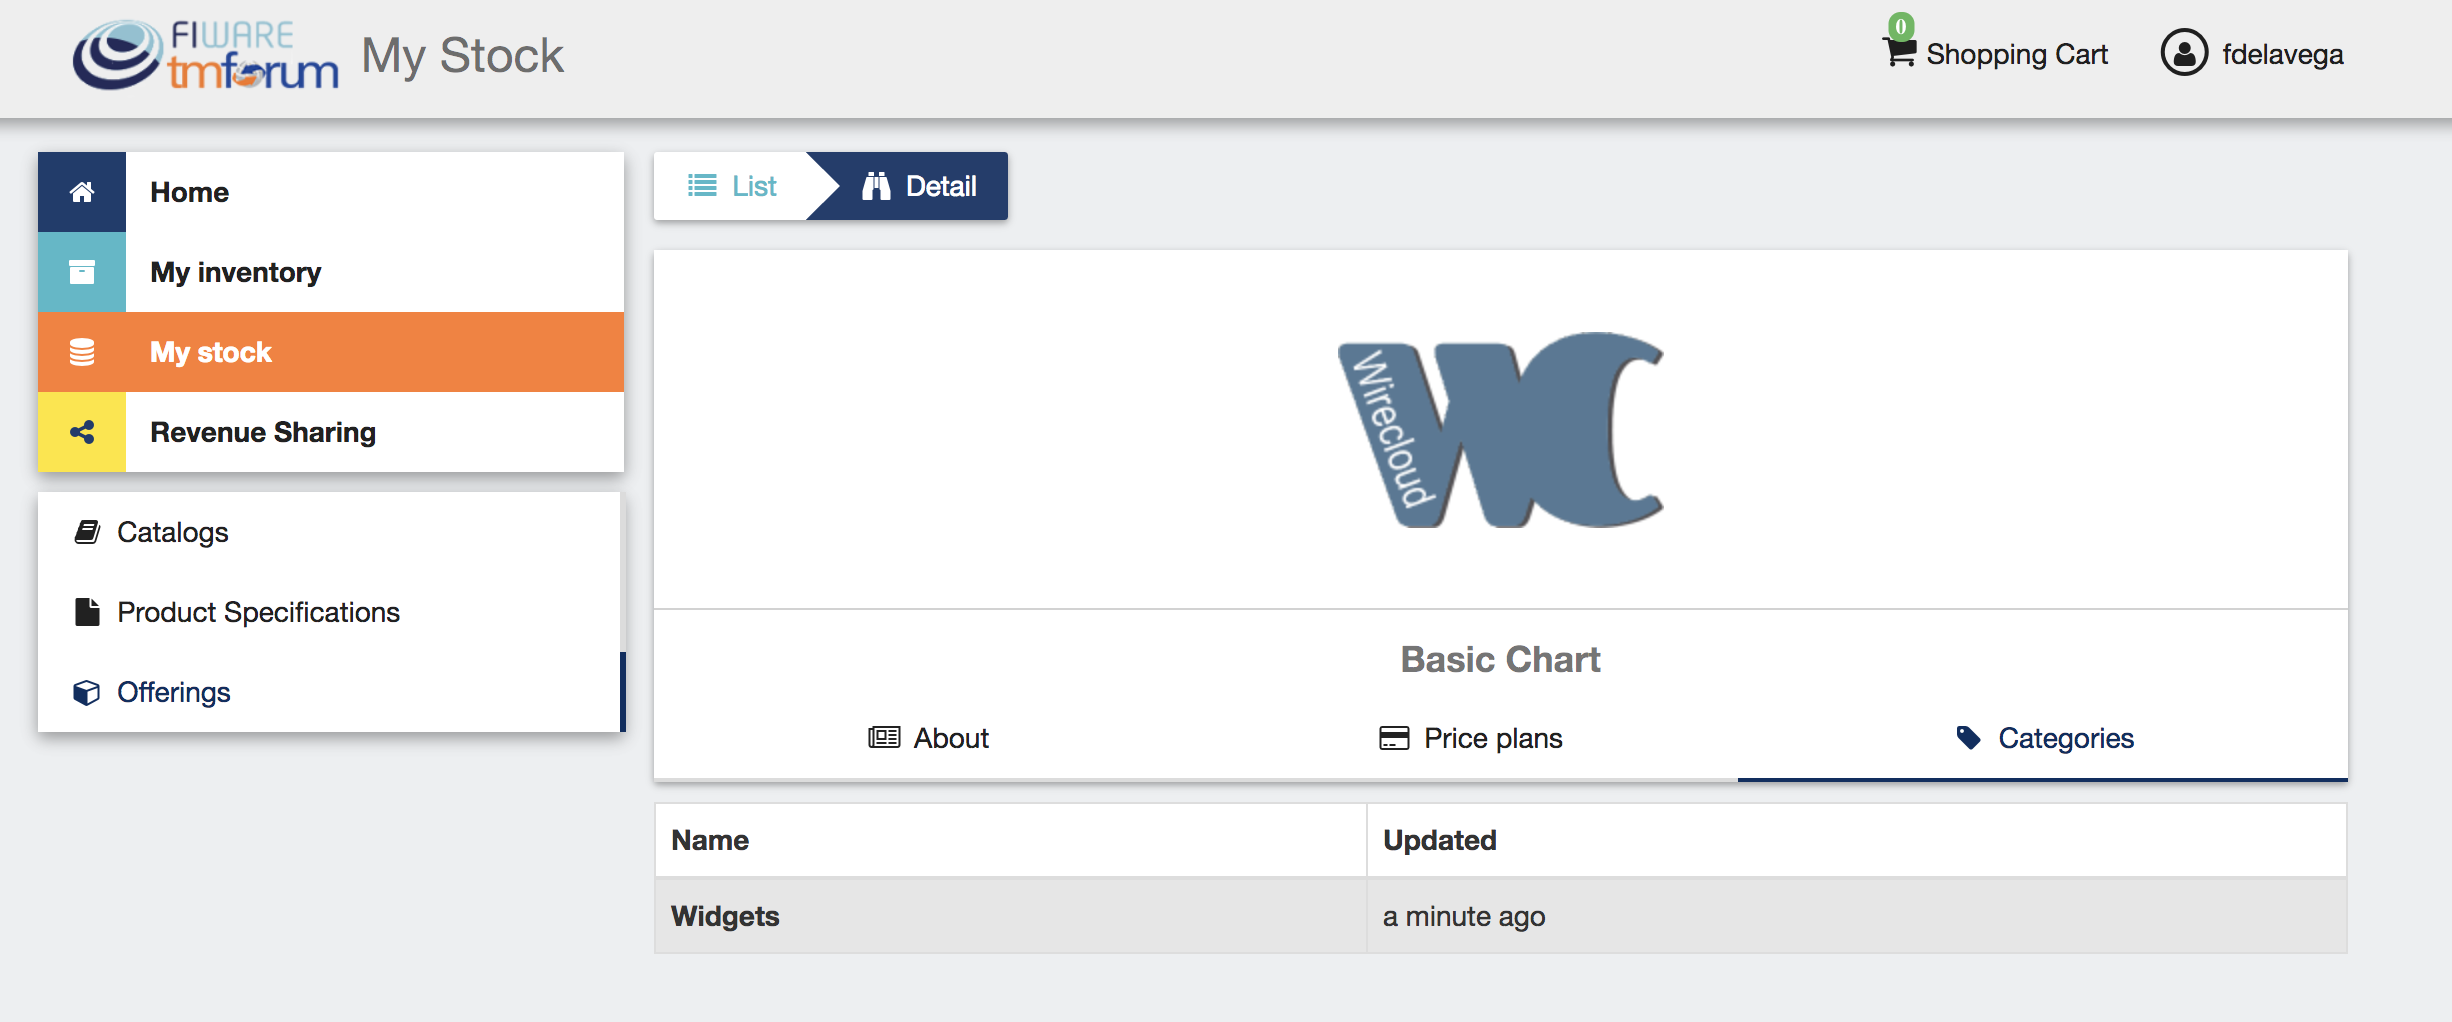 FIWARE
tmforum
My Stock
0
Shopping Cart
fdelavega
Home
My inventory
My stock
Revenue Sharing
Catalogs
Product Specifications
Offerings
List
Detail
Wirecloud
WC
Basic Chart
About
Price plans
Categories
Name
Updated
Widgets
a minute ago